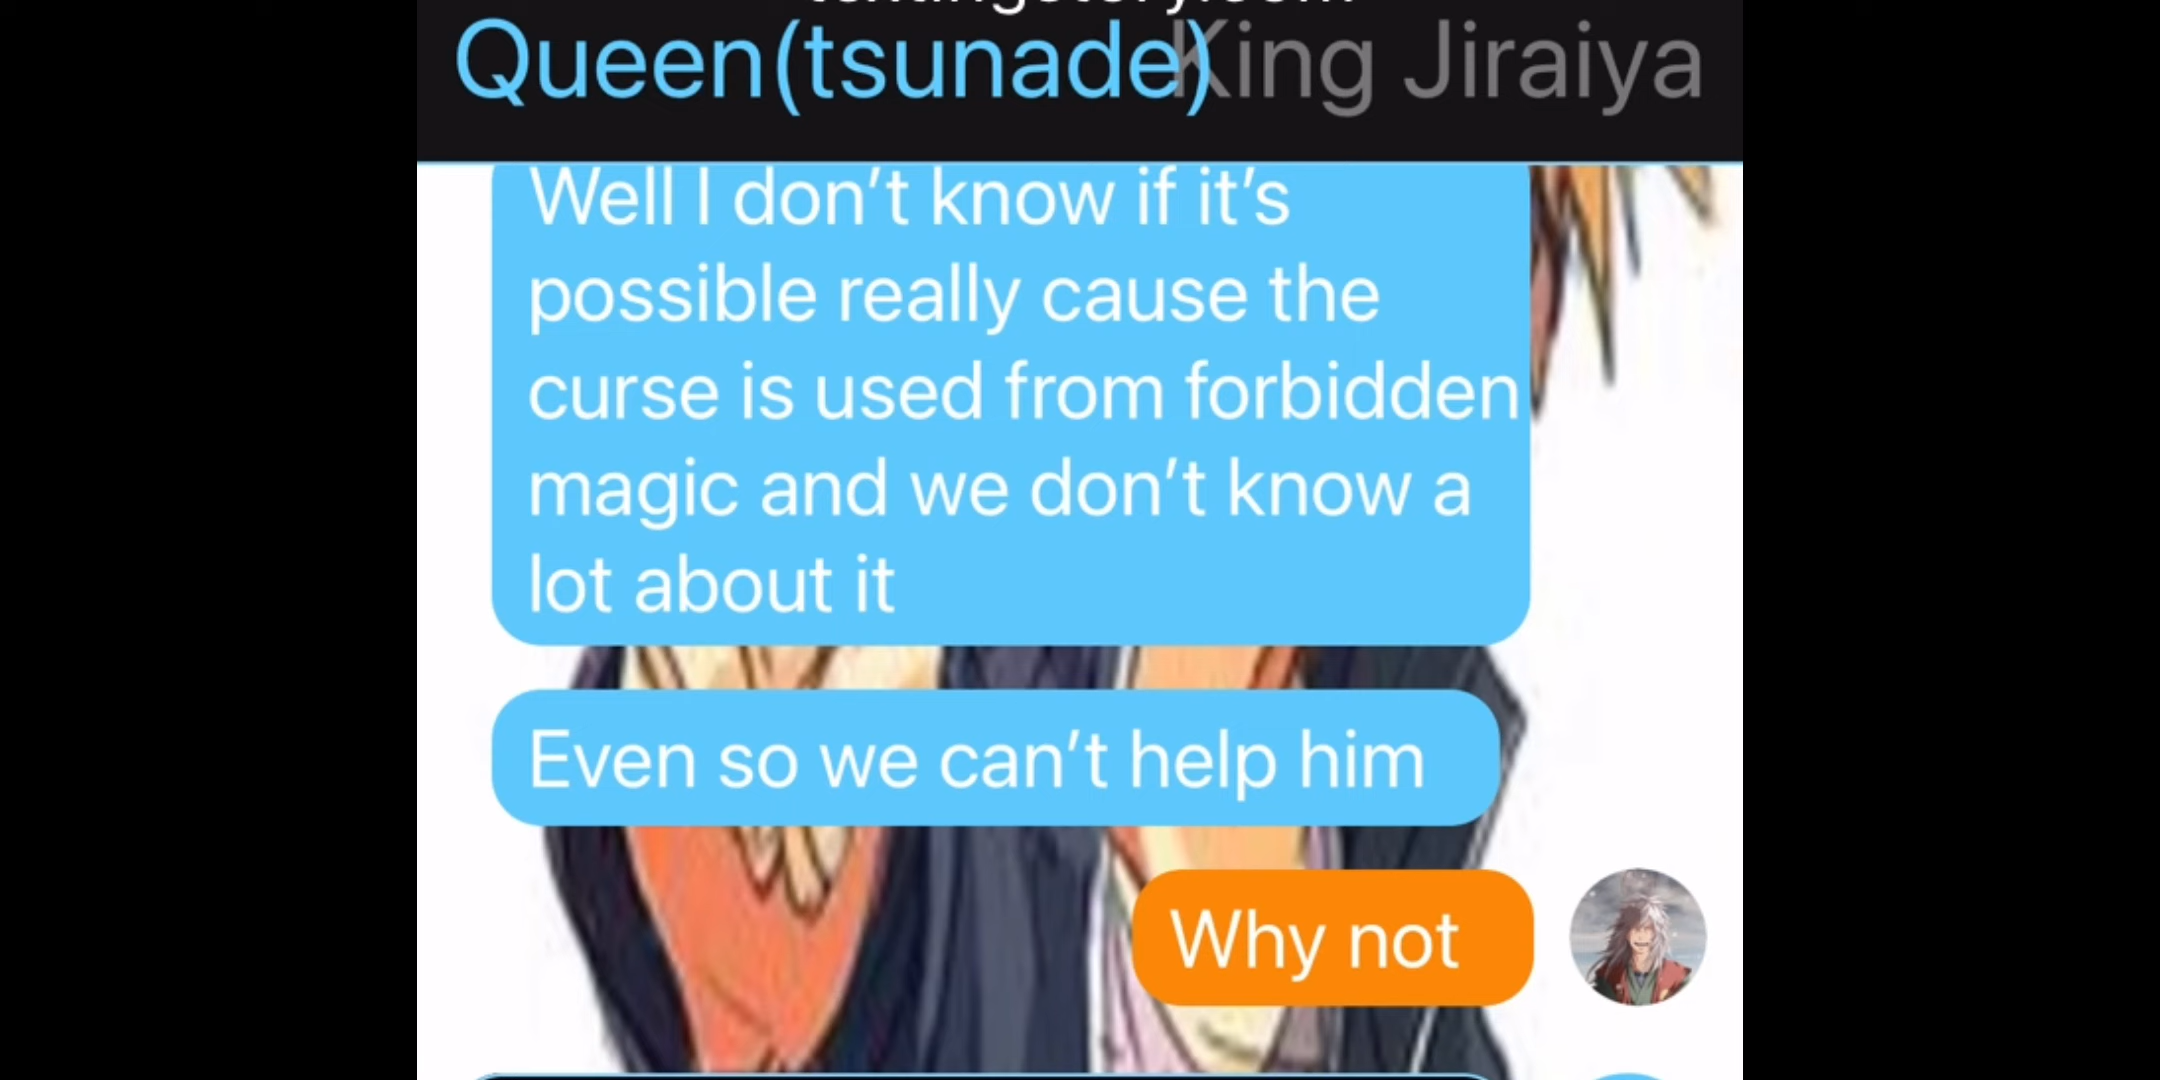 Queen(tsunade) King Jiraiya
Well I don’t know if it’s
possible really cause the
curse is used from forbidden
magic and we don’t know a
lot about it
Even so we can’t help him
Why not